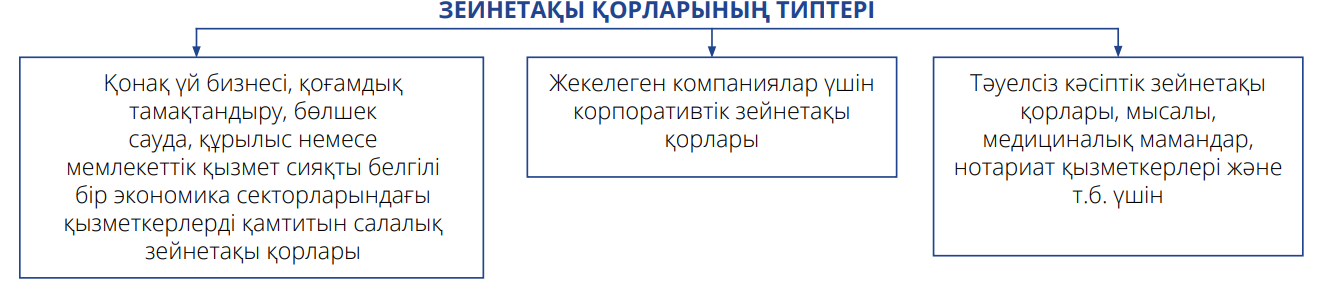 ЗЕЙНЕТАҚЫ ҚОРЛАРЫНЫҢ ТИПТЕРІ
Қонақ үй бизнесі, қоғамдық
тамақтандыру, бөлшек
сауда, құрылыс немесе
мемлекеттік қызмет сияқты белгілі
бір экономика секторларындағы
қызметкерлерді қамтитын салалық
зейнетақы қорлары
Жекелеген компаниялар үшін
корпоративтік зейнетақы
қорлары
Тәуелсіз кәсіптік зейнетақы
қорлары, мысалы,
медициналық мамандар,
нотариат қызметкерлері және
т.б. үшін